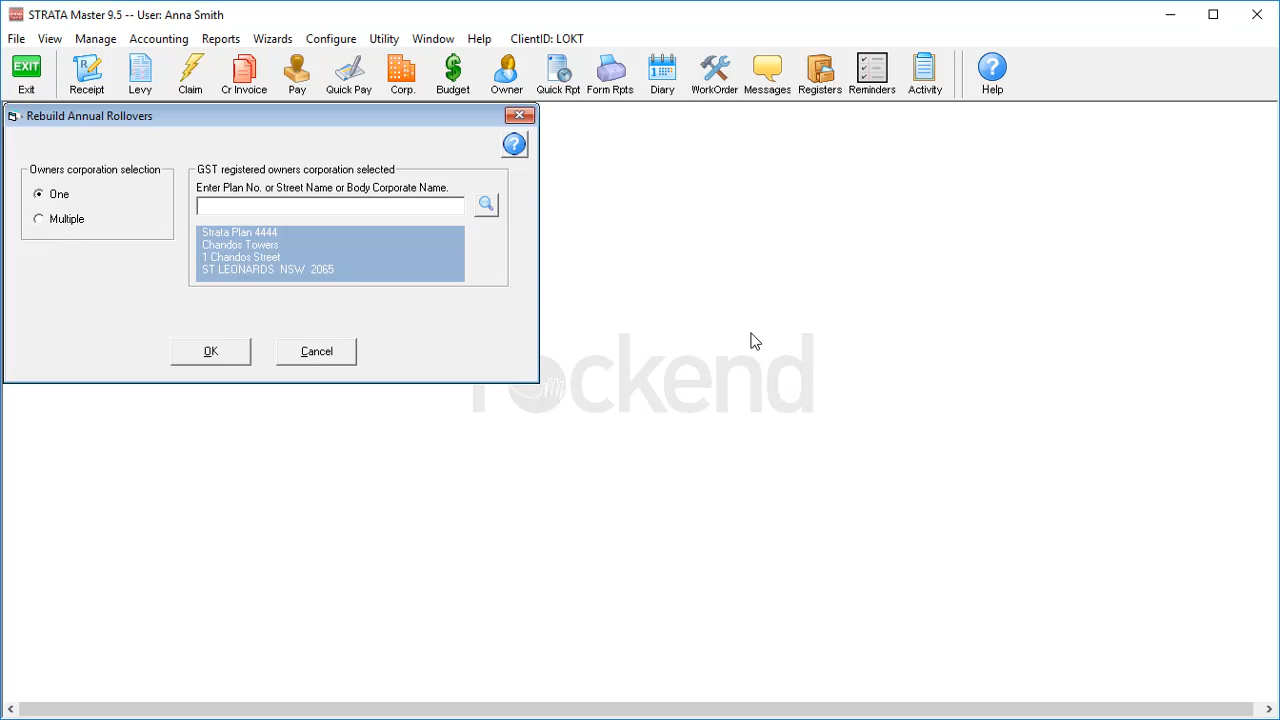 STRATA Master 9.5 -- User: Anna Smith
File View Manage Accounting Reports Wizards Configure Utility Window Help ClientID: LOKT
EXIT
Exit Receipt Levy Claim Cr Invoice Pay Quick Pay Corp. Budget Owner Quick Rpt Form Rpts Diary WorkOrder Messages Registers Reminders Activity Help
Rebuild Annual Rollovers
Owners corporation selection
One
Multiple
GST registered owners corporation selected
Enter Plan No. or Street Name or Body Corporate Name.
Strata Plan 4444
Chandos Towers
1 Chandos Street
ST LEONARDS NSW 2065
OK Cancel
rockend